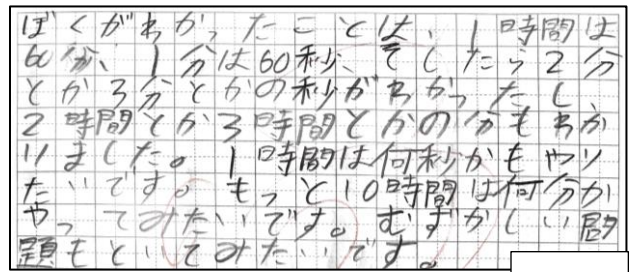 ぼくがわかったことは、1時間は
60分、1分は60秒、そしたら2分
とか3分とかの秒がわかったし、
2時間とか3時間とかの分もわか
りました。1時間は何秒かもやり
たいです。もっと10時間は何分か
やってみたいです。むずかしい問
題もといてみたいです。